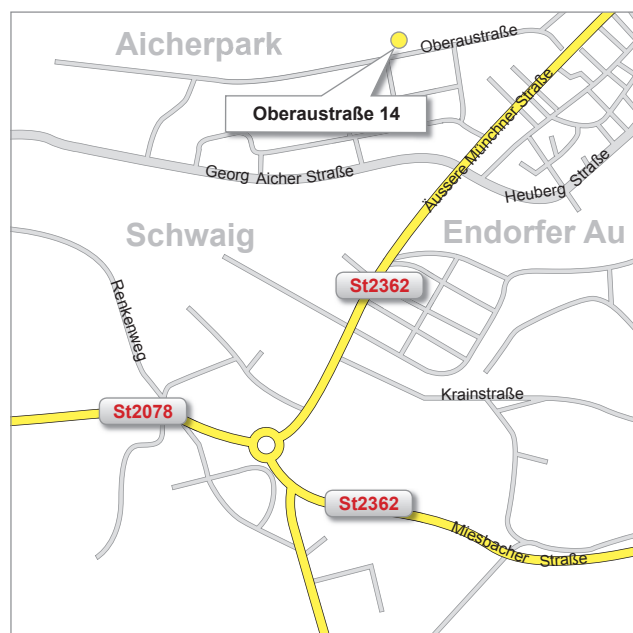 Aicherpark
Oberaustraße
Oberaustraße 14
Äussere Münchner Straße
Georg Aicher Straße
Heuberg Straße
Schwaig
Endorfer Au
St2362
Renkenweg
Krainstraße
St2078
St2362
Miesbacher Straße